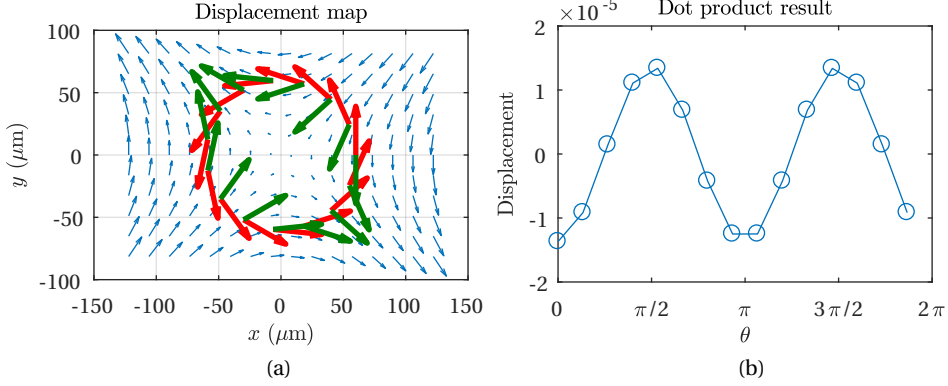 Displacement map
100
50
0
-50
-100
y (μm)
-150 -100 -50 0 50 100 150
x (μm)
(a)
Dot product result
×10⁻⁵
2
1
0
-1
-2
Displacement
0 π/2 π 3π/2 2π
θ
(b)